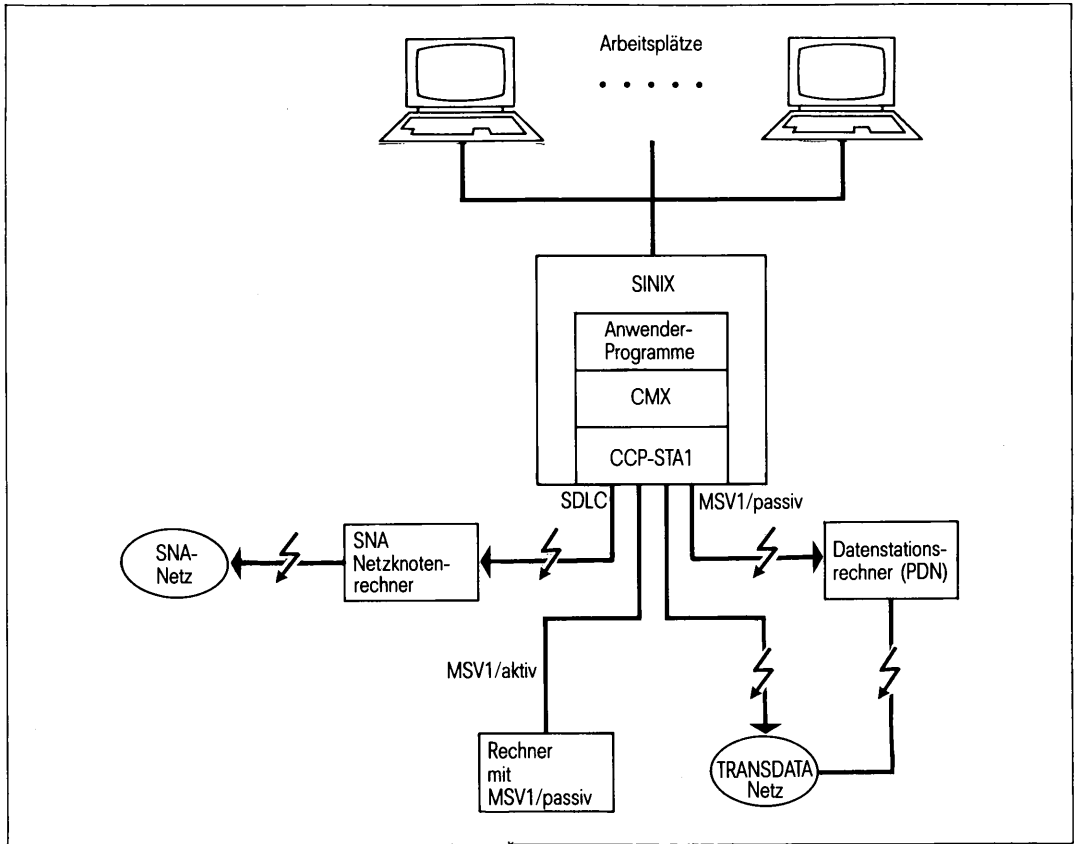 Arbeitsplätze
SINIX
Anwender-
Programme
CMX
CCP-STA1
SDLC
MSV1/passiv
SNA-
Netz
SNA
Netzknoten-
rechner
Datenstations-
rechner (PDN)
MSV1/aktiv
Rechner
mit
MSV1/passiv
TRANSDATA
Netz